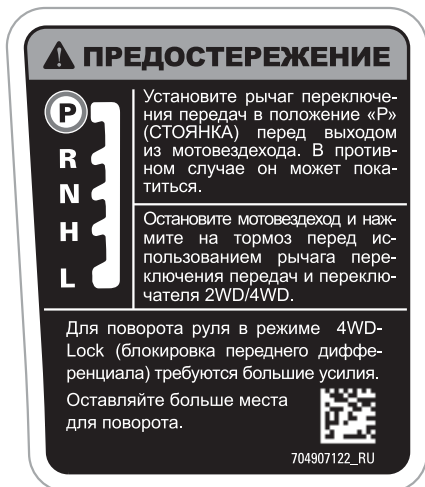 ПРЕДОСТЕРЕЖЕНИЕ
P
R
N
H
L
Установите рычаг переключе-
ния передач в положение «P»
(СТОЯНКА) перед выходом
из мотовездехода. В против-
ном случае он может пока-
титься.
Остановите мотовездеход и наж-
мите на тормоз перед ис-
пользованием рычага пере-
ключения передач и переклю-
чателя 2WD/4WD.
Для поворота руля в режиме 4WD-
Lock (блокировка переднего диффе-
ренциала) требуются большие усилия.
Оставляйте больше места
для поворота.
704907122_RU